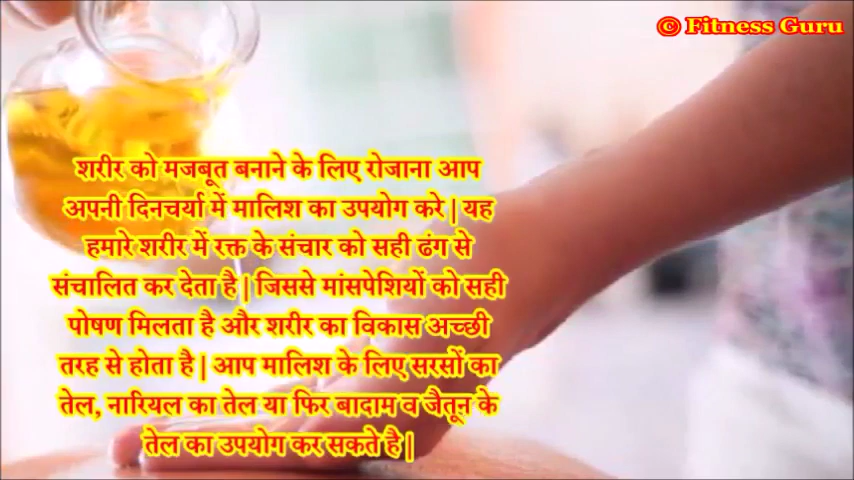 © Fitness Guru
शरीर को मजबूत बनाने के लिए रोजाना आप
अपनी दिनचर्या में मालिश का उपयोग करे | यह
हमारे शरीर में रक्त के संचार को सही ढंग से
संचालित कर देता है | जिससे मांसपेशियों को सही
पोषण मिलता है और शरीर का विकास अच्छी
तरह से होता है | आप मालिश के लिए सरसों का
तेल, नारियल का तेल या फिर बादाम व जैतून के
तेल का उपयोग कर सकते है |